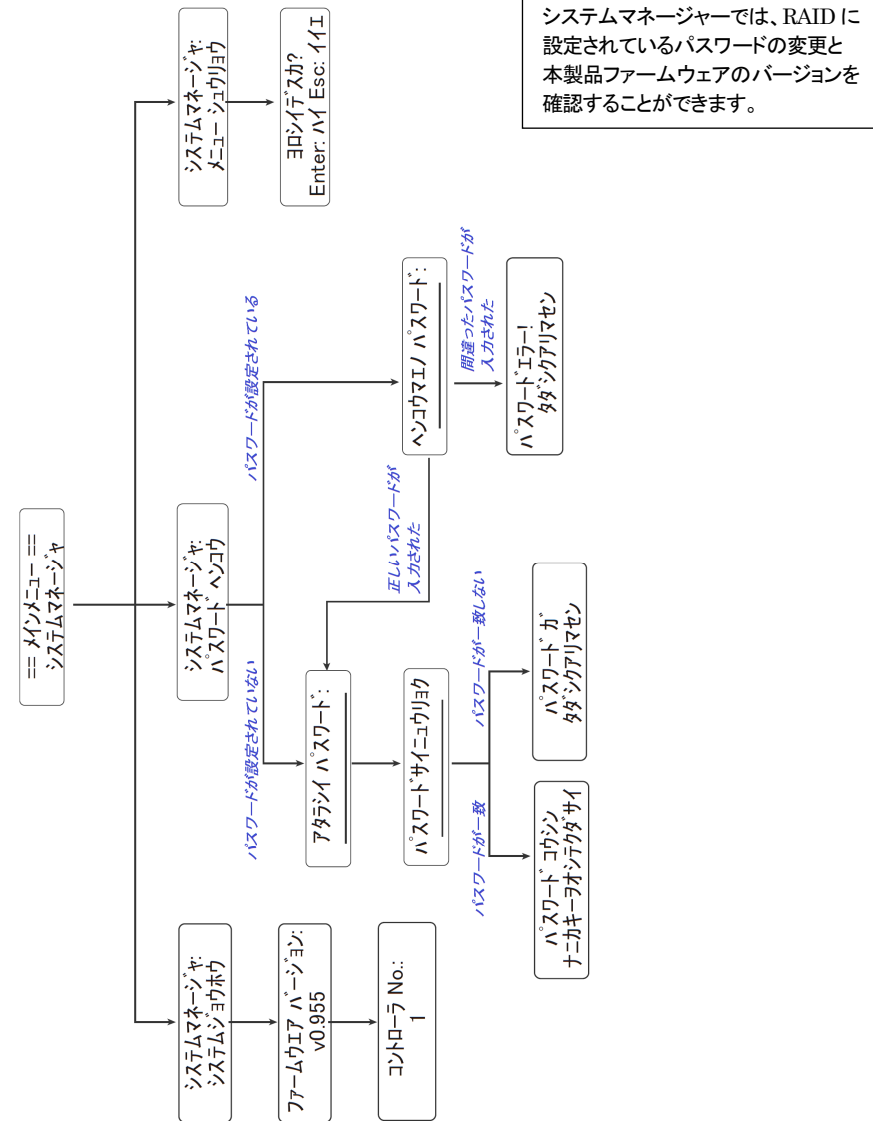 システムマネージャーでは、RAID に
設定されているパスワードの変更と
本製品ファームウェアのバージョンを
確認することができます。
== メインメニュー ==
システムマネージャ
システムマネージャ:
システムジョウホウ
ファームウエア バージョン:
v0.955
コントローラ No.:
1
システムマネージャ:
パスワード ヘンコウ
パスワードが設定されていない
パスワードが設定されている
アタラシイ パスワード:
パスワードサイニュウリョク
パスワードが一致
パスワードが一致しない
パスワード コウシン
ナニカキーヲオシテクダサイ
パスワード ガ
タダシクアリマセン
ヘンコウマエノ パスワード:
正しいパスワードが
入力された
間違ったパスワードが
入力された
パスワードエラー!
タダシクアリマセン
システムマネージャ:
メニュー シュウリョウ
ヨロシイデスカ?
Enter: ハイ Esc: イイエ